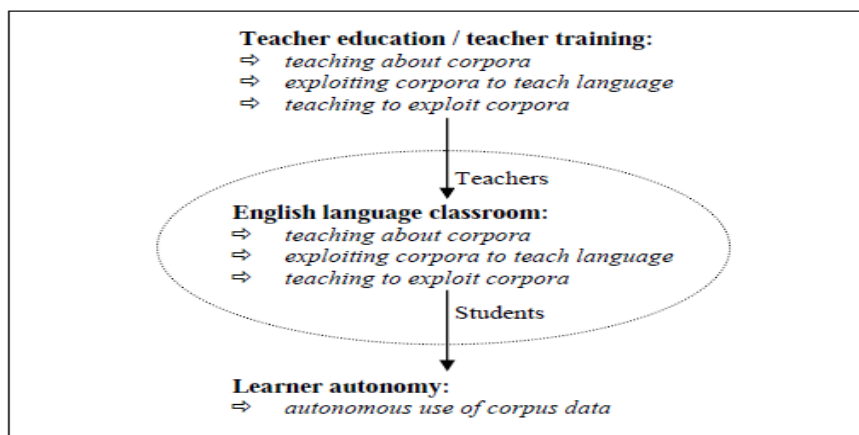 Teacher education / teacher training:
⇨ teaching about corpora
⇨ exploiting corpora to teach language
⇨ teaching to exploit corpora
Teachers
English language classroom:
⇨ teaching about corpora
⇨ exploiting corpora to teach language
⇨ teaching to exploit corpora
Students
Learner autonomy:
⇨ autonomous use of corpus data